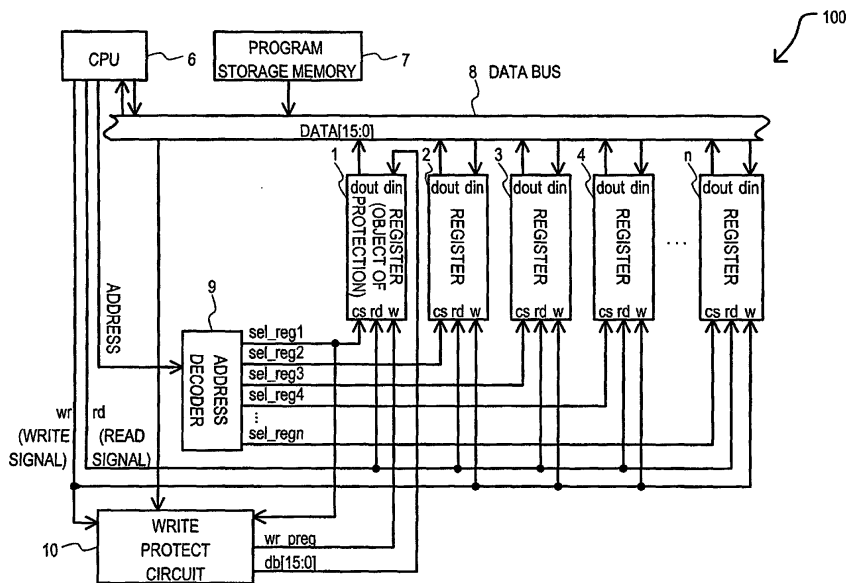 100
CPU
6
PROGRAM
STORAGE MEMORY
7
8
DATA BUS
DATA[15:0]
1
dout din
REGISTER
(OBJECT OF
PROTECTION)
cs rd w
2
dout din
REGISTER
cs rd w
3
dout din
REGISTER
cs rd w
4
dout din
REGISTER
cs rd w
...
n
dout din
REGISTER
cs rd w
ADDRESS
9
ADDRESS
DECODER
sel_reg1
sel_reg2
sel_reg3
sel_reg4
...
sel_regn
wr
(WRITE
SIGNAL)
rd
(READ
SIGNAL)
10
WRITE
PROTECT
CIRCUIT
wr_preg
db[15:0]